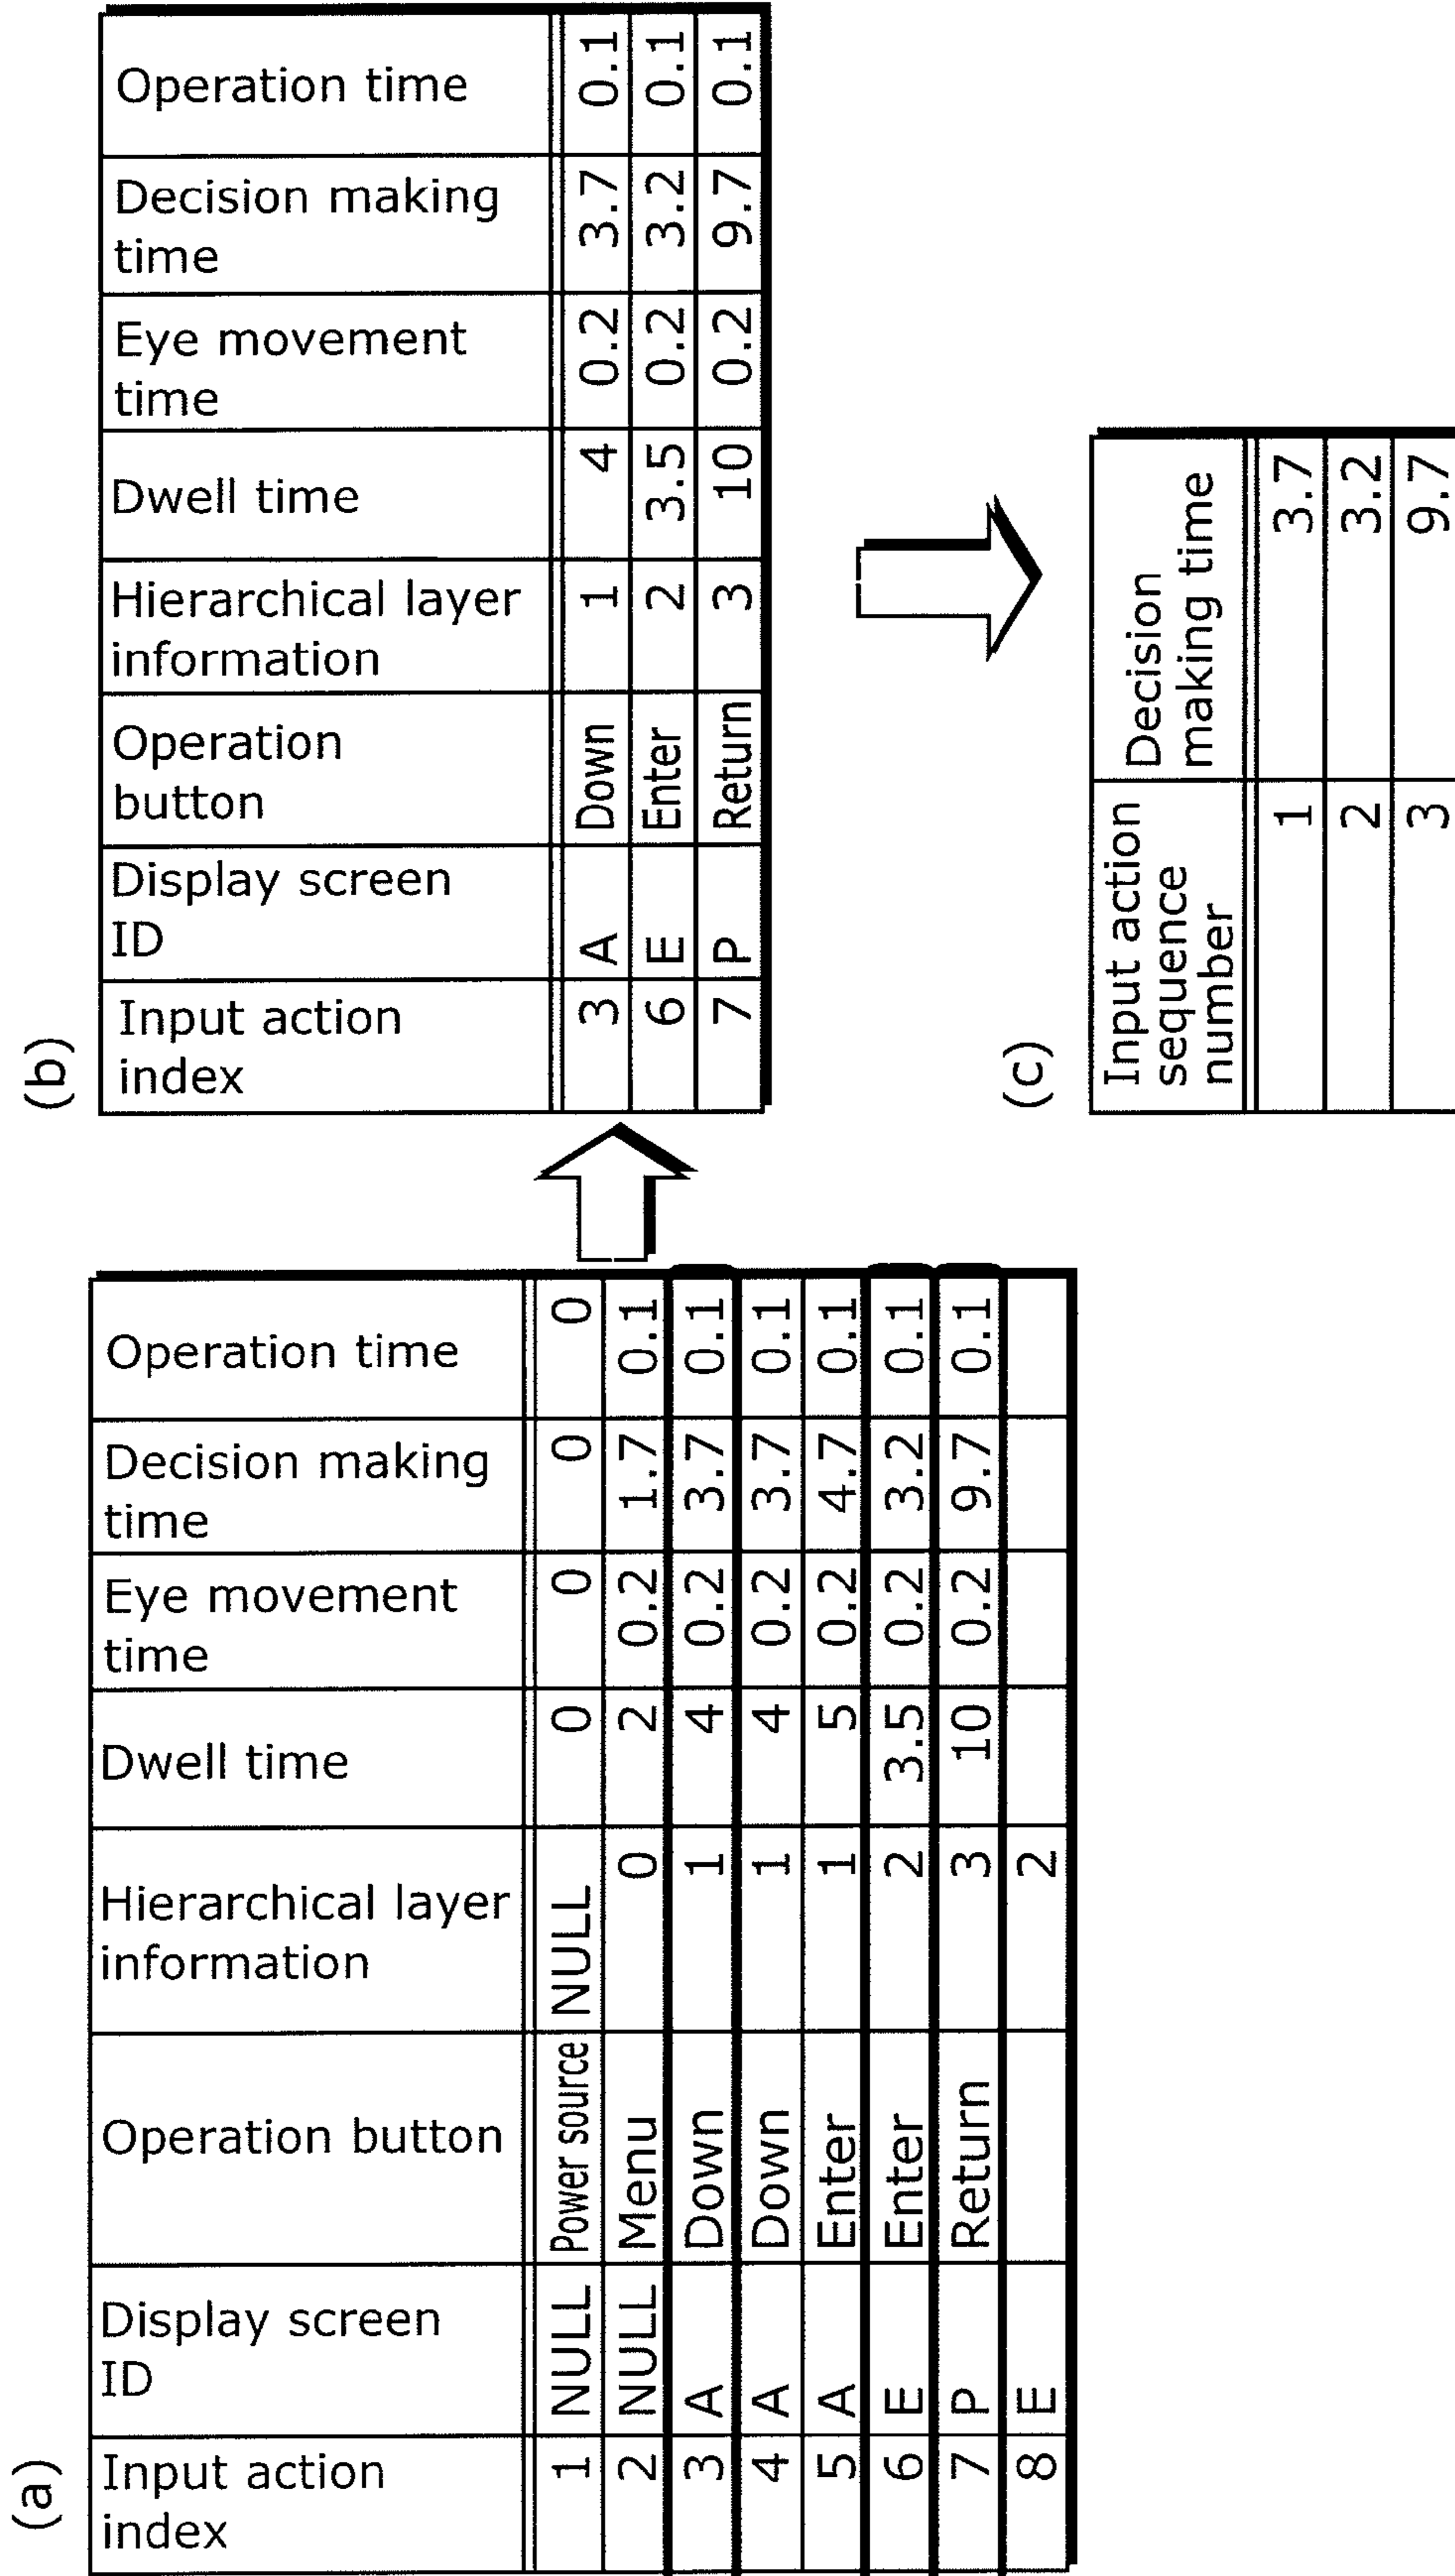 (a)
Input action index | Display screen ID | Operation button | Hierarchical layer information | Dwell time | Eye movement time | Decision making time | Operation time
1 | NULL | Power source | NULL | 0 | 0 | 0 | 0
2 | NULL | Menu | 0 | 2 | 0.2 | 1.7 | 0.1
3 | A | Down | 1 | 4 | 0.2 | 3.7 | 0.1
4 | A | Down | 1 | 4 | 0.2 | 3.7 | 0.1
5 | A | Enter | 1 | 5 | 0.2 | 4.7 | 0.1
6 | E | Enter | 2 | 3.5 | 0.2 | 3.2 | 0.1
7 | P | Return | 3 | 10 | 0.2 | 9.7 | 0.1
8 | E | | 2 | | | |
(b)
Input action index | Display screen ID | Operation button | Hierarchical layer information | Dwell time | Eye movement time | Decision making time | Operation time
3 | A | Down | 1 | 4 | 0.2 | 3.7 | 0.1
6 | E | Enter | 2 | 3.5 | 0.2 | 3.2 | 0.1
7 | P | Return | 3 | 10 | 0.2 | 9.7 | 0.1
(c)
Input action sequence number | Decision making time
1 | 3.7
2 | 3.2
3 | 9.7